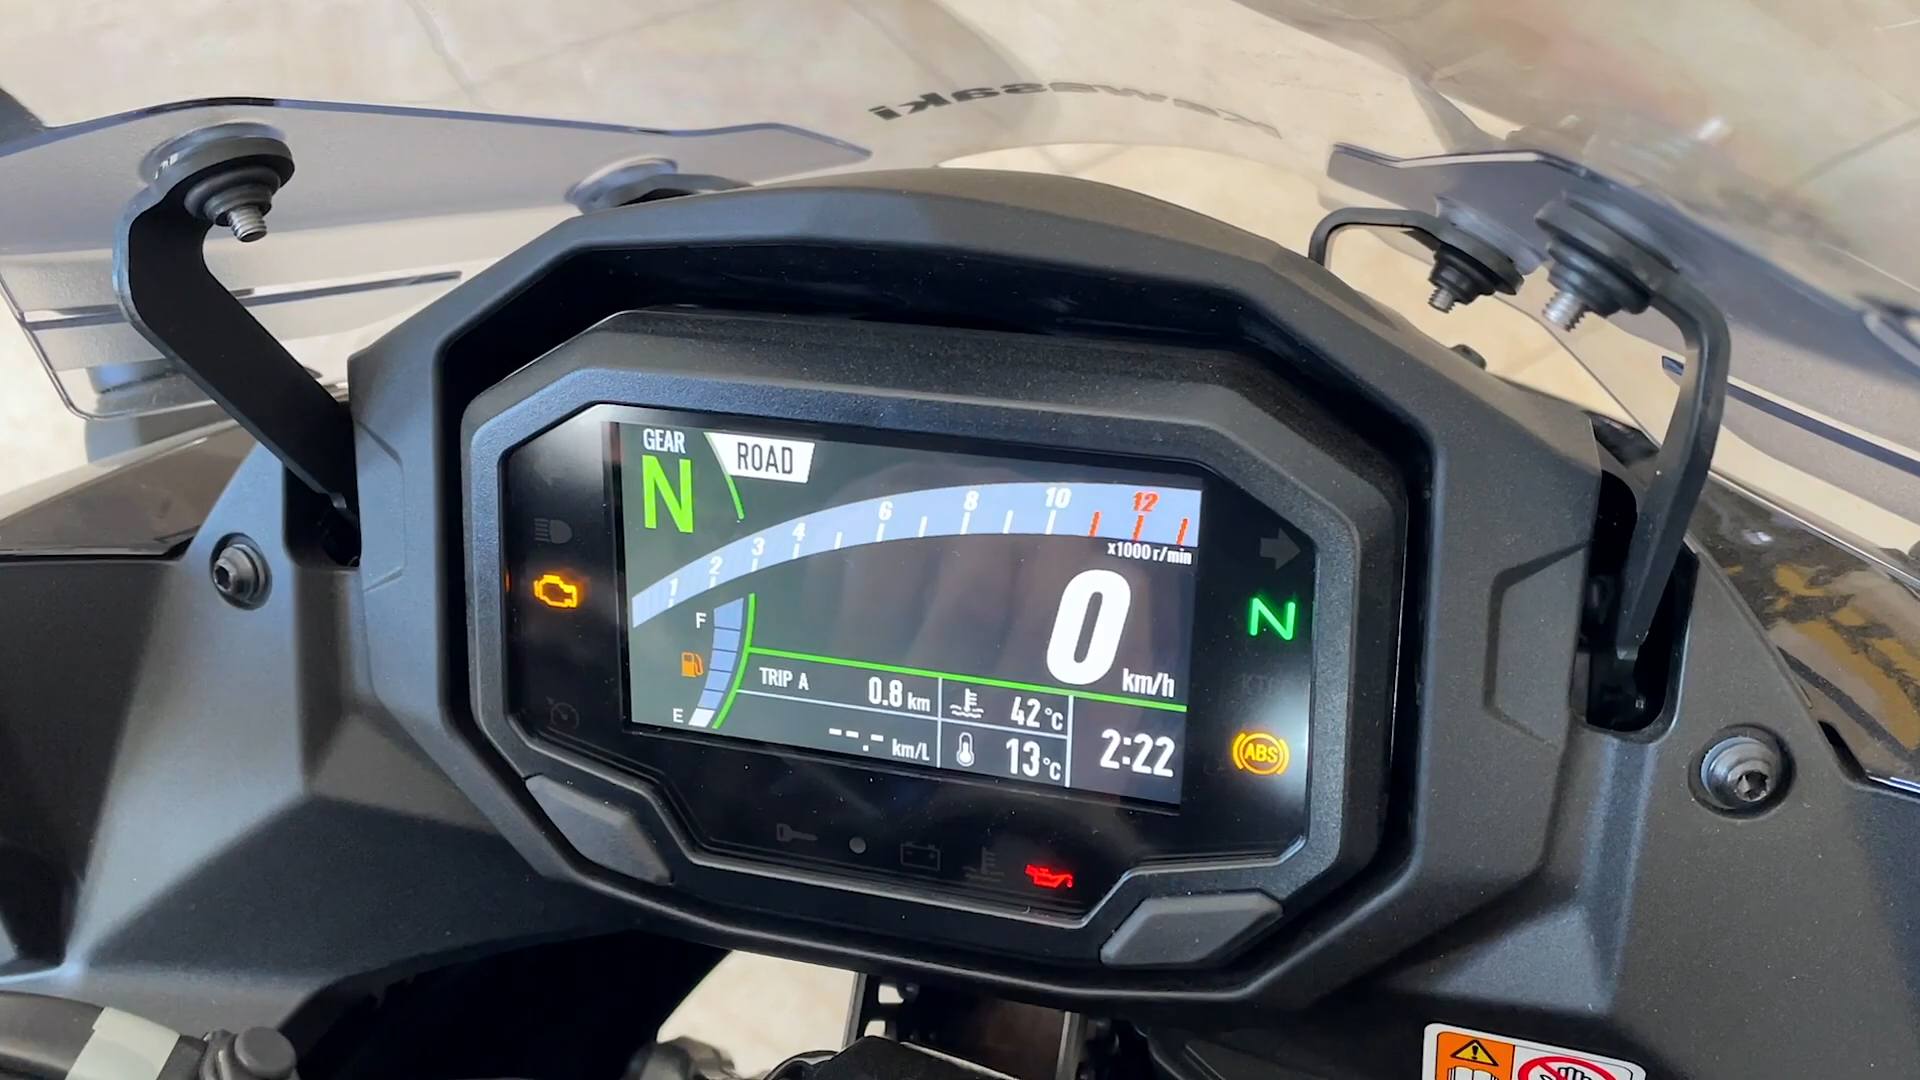 Kawasaki
GEAR
N
ROAD
1 2 3 4 6 8 10 12
x1000 r/min
0 km/h
F
E
TRIP A 0.8 km
--.- km/L
42 °C
13 °C
2:22
N
KTRC
ABS